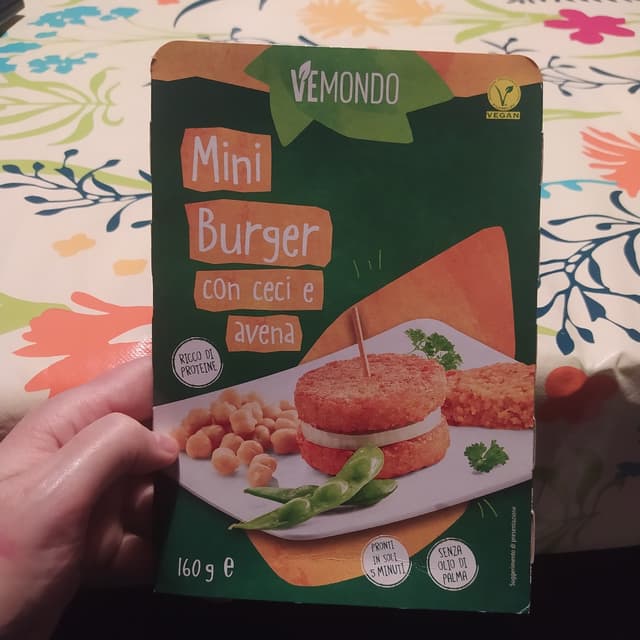 VEMONDO
VEGAN
Mini
Burger
con ceci e
avena
RICCO DI
PROTEINE
160 g e
PRONTI
IN SOLI
5 MINUTI
SENZA
OLIO DI
PALMA
Suggerimento di presentazione